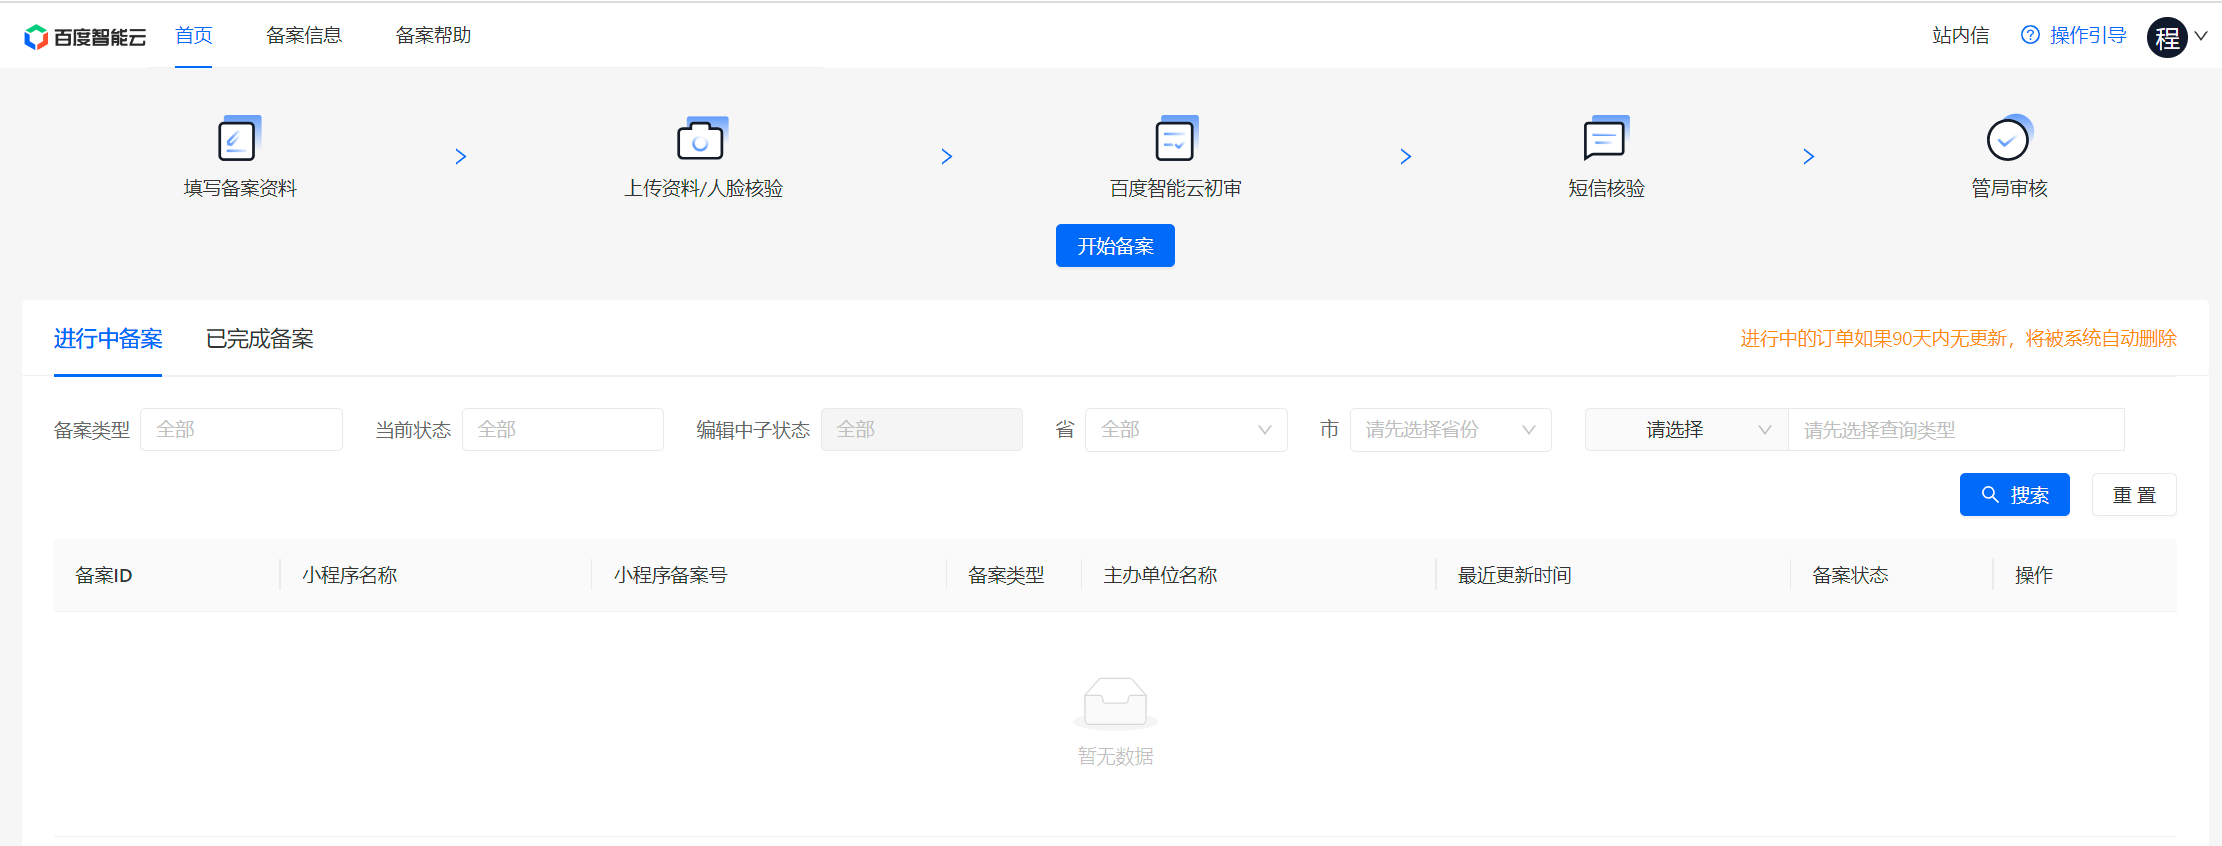 百度智能云 首页 备案信息 备案帮助 站内信 操作引导 程
填写备案资料 上传资料/人脸核验 百度智能云初审 短信核验 管局审核
开始备案
进行中备案 已完成备案 进行中的订单如果90天内无更新，将被系统自动删除
备案类型 全部 当前状态 全部 编辑中子状态 全部 省 全部 市 请先选择省份 请选择 请先选择查询类型
搜索 重置
备案ID 小程序名称 小程序备案号 备案类型 主办单位名称 最近更新时间 备案状态 操作
暂无数据